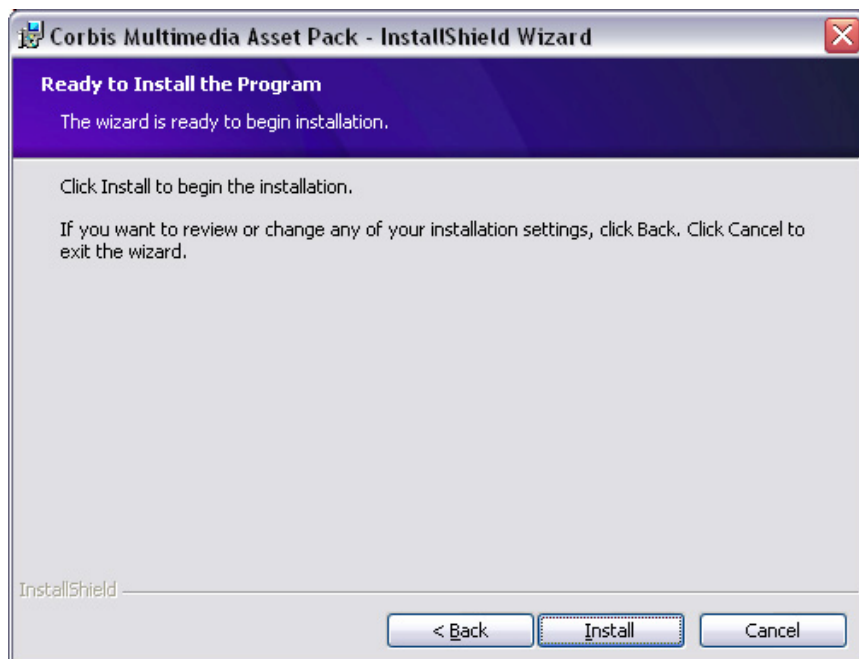 Corbis Multimedia Asset Pack - InstallShield Wizard
Ready to Install the Program
The wizard is ready to begin installation.
Click Install to begin the installation.
If you want to review or change any of your installation settings, click Back. Click Cancel to
exit the wizard.
InstallShield
< Back
Install
Cancel